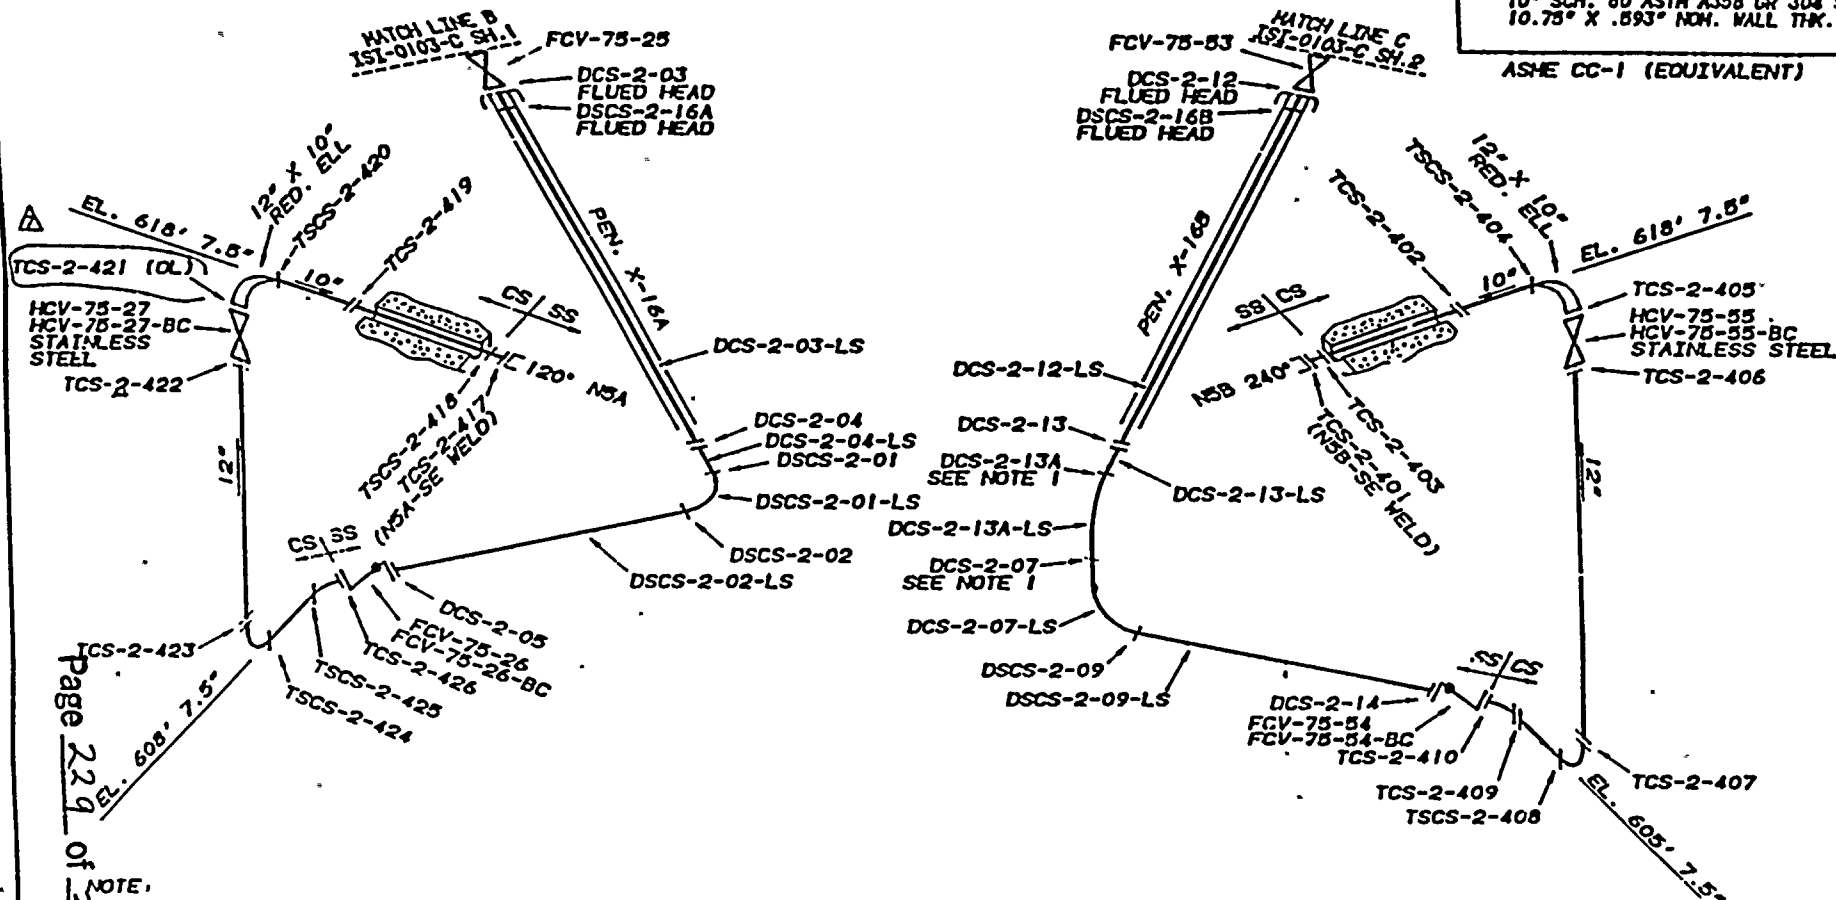 MATCH LINE B
ISI-0103-C SH.1
FCV-75-25
DCS-2-03
FLUED HEAD
DSCS-2-16A
FLUED HEAD
PEN. X-16A
12" X 10"
RED. ELL
TSCS-2-420
TCS-2-419
EL. 618' 7.5"
TCS-2-421 (OL)
HCV-75-27
HCV-75-27-BC
STAINLESS
STEEL
TCS-2-422
10"
CS SS
120° N5A
TSCS-2-418
TCS-2-417
(N5A-SE WELD)
DCS-2-03-LS
DCS-2-04
DCS-2-04-LS
DSCS-2-01
DSCS-2-01-LS
DSCS-2-02
DSCS-2-02-LS
12"
CS SS
DCS-2-05
FCV-75-26
FCV-75-26-BC
TCS-2-426
TSCS-2-425
TSCS-2-424
TCS-2-423
EL. 608' 7.5"
Page 229 of
NOTE:
MATCH LINE C
ISI-0103-C SH.2
FCV-75-53
DCS-2-12
FLUED HEAD
DSCS-2-16B
FLUED HEAD
PEN. X-16B
10.75" X .593" NOM. WALL THK.
ASME CC-1 (EQUIVALENT)
12" X 10"
RED. ELL
TSCS-2-404
TCS-2-402
EL. 618' 7.5"
10"
TCS-2-405
HCV-75-55
HCV-75-55-BC
STAINLESS STEEL
TCS-2-406
SS CS
N5B 240°
TCS-2-403
TCS-2-401
(N5B-SE WELD)
DCS-2-12-LS
DCS-2-13
DCS-2-13A
SEE NOTE 1
DCS-2-13-LS
DCS-2-13A-LS
DCS-2-07
SEE NOTE 1
DCS-2-07-LS
DSCS-2-09
DSCS-2-09-LS
12"
SS CS
DCS-2-14
FCV-75-54
FCV-75-54-BC
TCS-2-410
TCS-2-409
TSCS-2-408
TCS-2-407
EL. 605' 7.5"